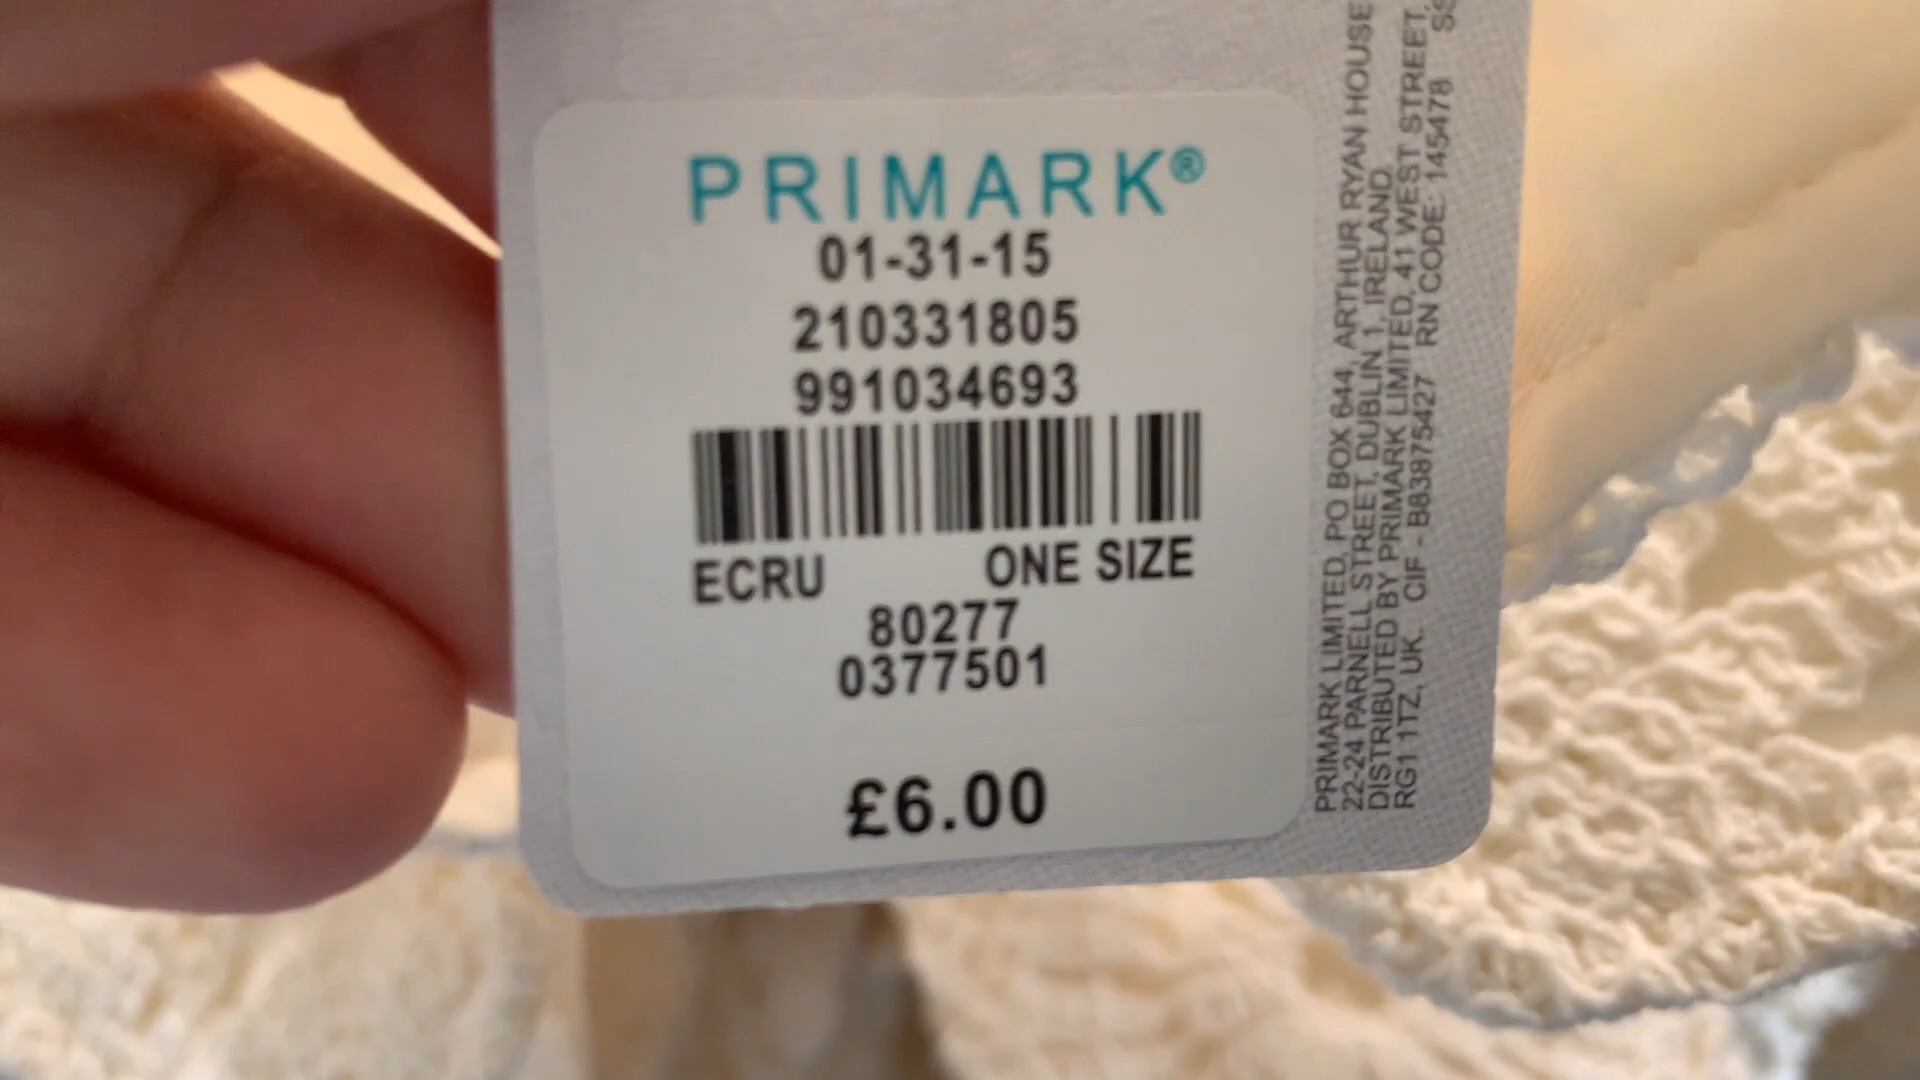 PRIMARK®
01-31-15
210331805
991034693
ECRU ONE SIZE
80277
0377501
£6.00
PRIMARK LIMITED, PO BOX 644, ARTHUR RYAN HOUSE
22-24 PARNELL STREET, DUBLIN 1, IRELAND.
DISTRIBUTED BY PRIMARK LIMITED, 41 WEST STREET,
RG1 1TZ, UK. CIF - B83875427 RN CODE: 145478